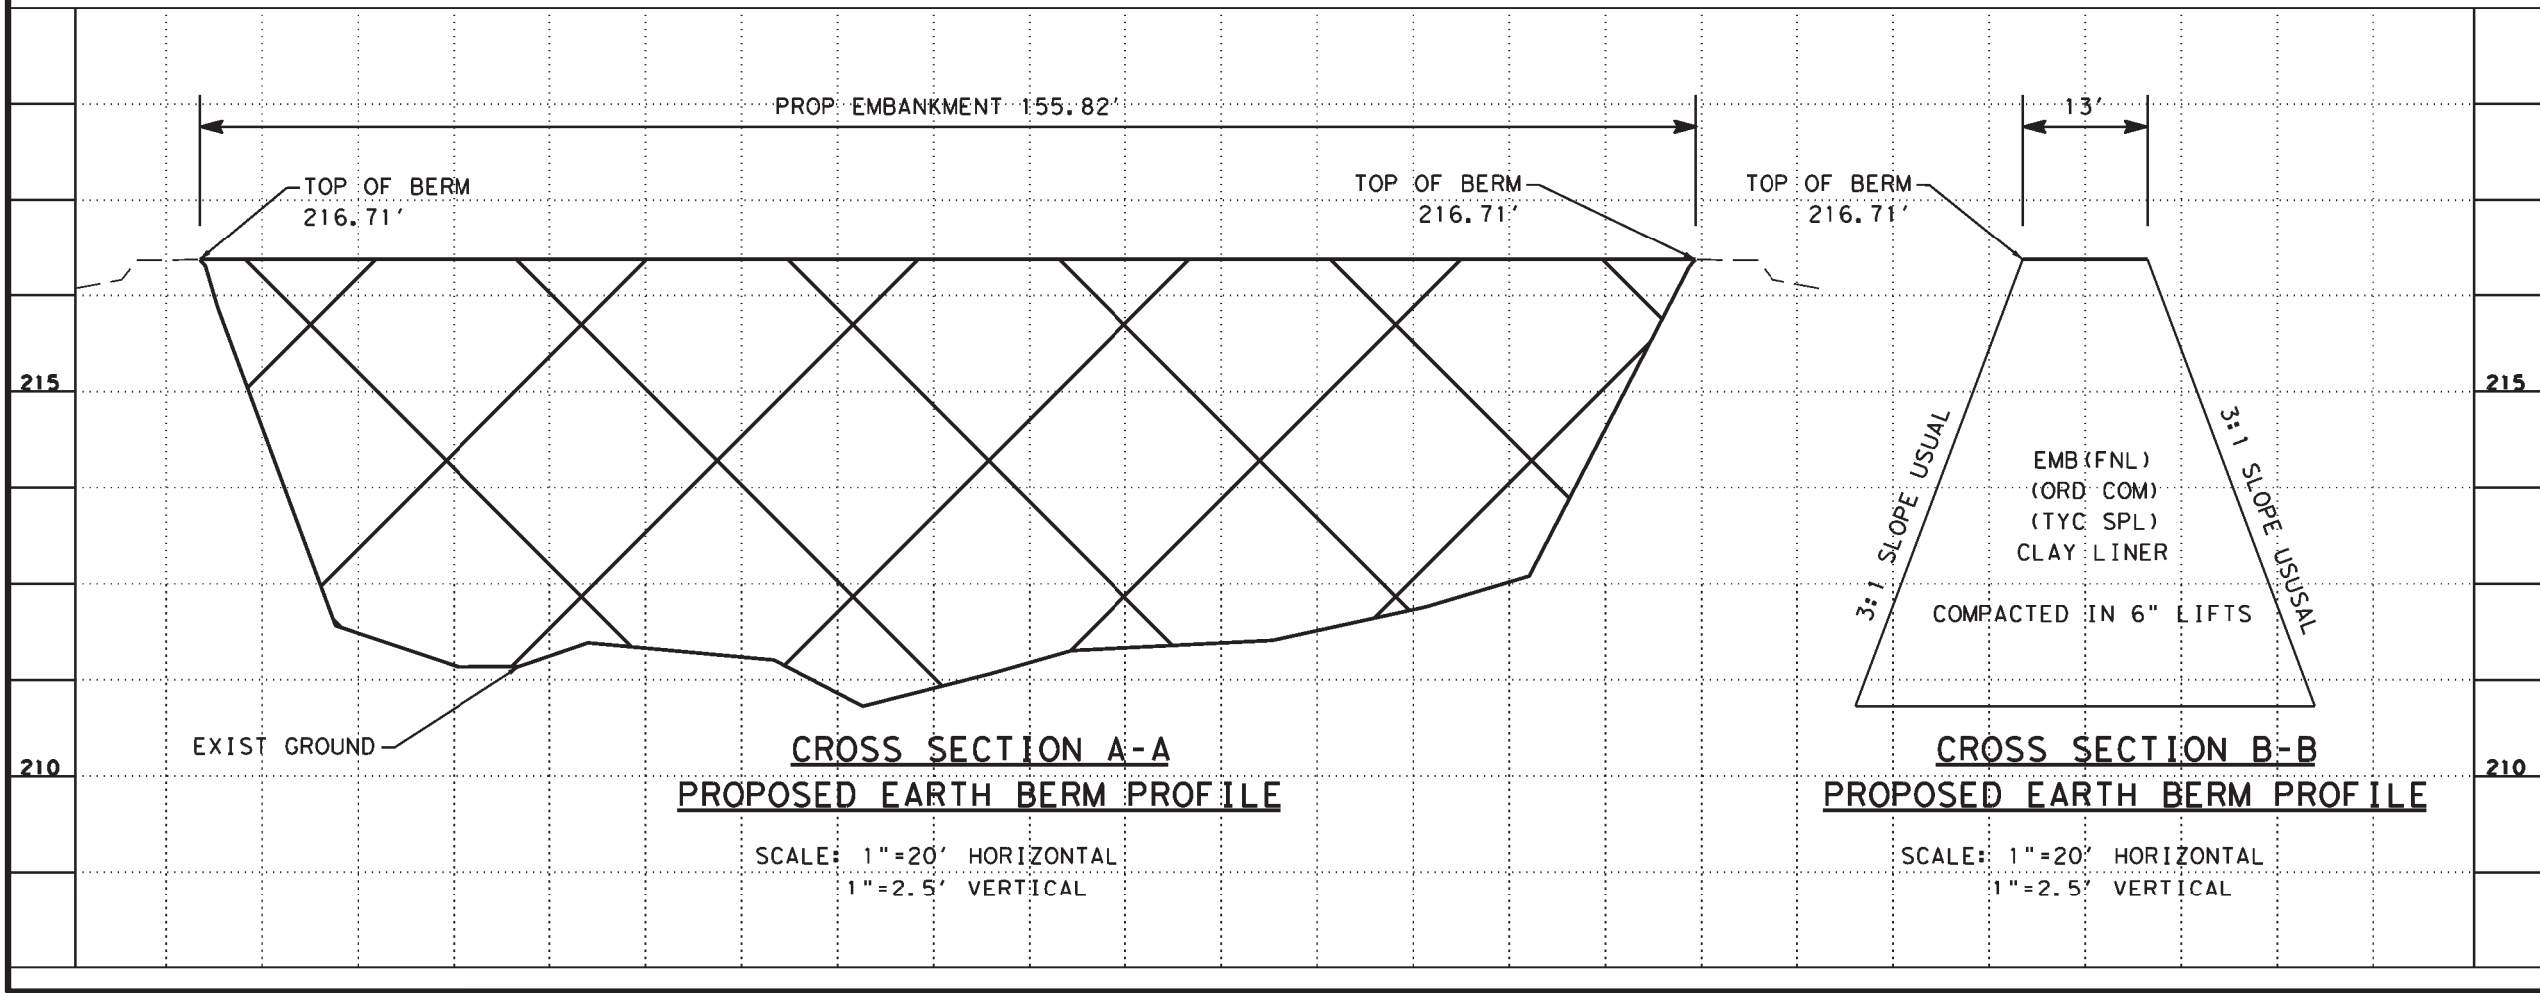 PROP EMBANKMENT 155.82'
13'
TOP OF BERM
216.71'
TOP OF BERM
216.71'
TOP OF BERM
216.71'
215
215
3:1 SLOPE USUAL
3:1 SLOPE USUSAL
EMB(FNL)
(ORD COM)
(TYC SPL)
CLAY LINER
COMPACTED IN 6" LIFTS
EXIST GROUND
210
210
CROSS SECTION A-A
PROPOSED EARTH BERM PROFILE
SCALE: 1"=20' HORIZONTAL
1"=2.5' VERTICAL
CROSS SECTION B-B
PROPOSED EARTH BERM PROFILE
SCALE: 1"=20' HORIZONTAL
1"=2.5' VERTICAL